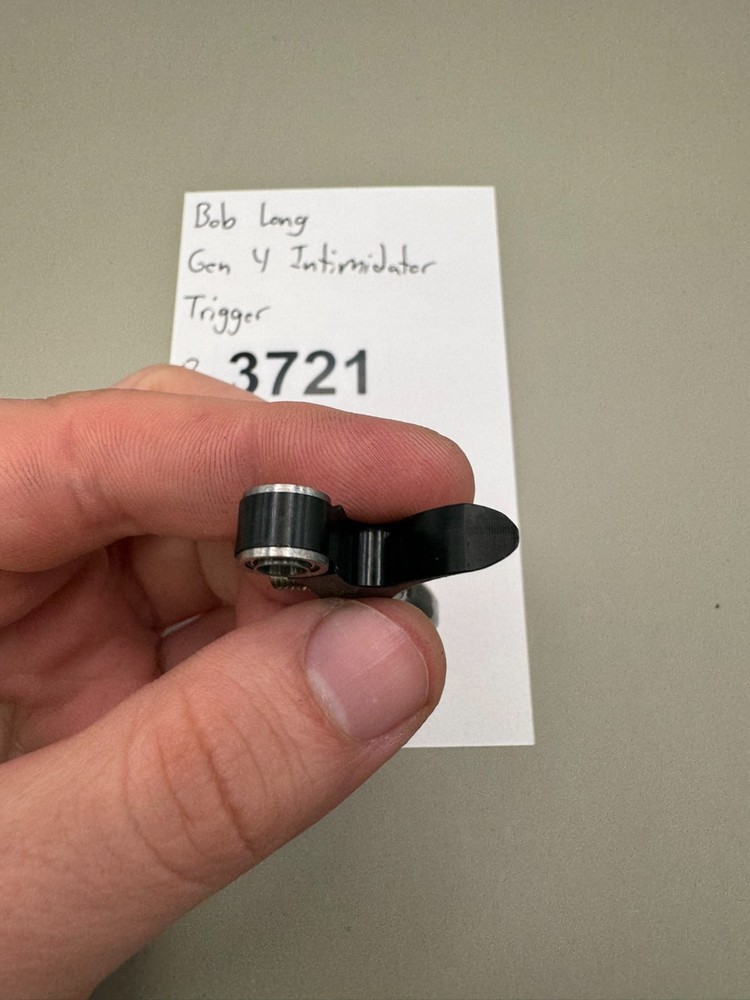 Bob Long
Gen 4 Intimidator
Trigger
3721